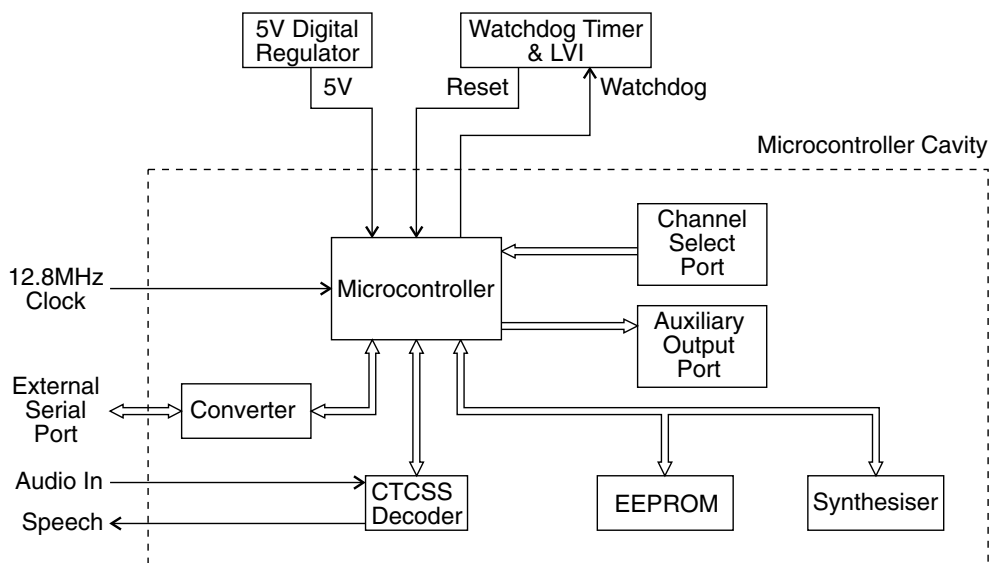 5V Digital
Regulator
Watchdog Timer
& LVI
5V
Reset
Watchdog
Microcontroller Cavity
Channel
Select
Port
12.8MHz
Clock
Microcontroller
Auxiliary
Output
Port
External
Serial
Port
Converter
Audio In
Speech
CTCSS
Decoder
EEPROM
Synthesiser